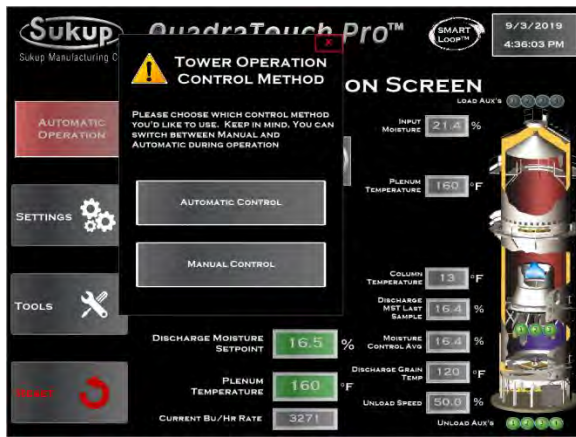 Sukup
Sukup Manufacturing C
QuadraTouch Pro™
SMART
LOOP™
9/3/2019
4:36:03 PM
X
TOWER OPERATION
CONTROL METHOD
PLEASE CHOOSE WHICH CONTROL METHOD
YOU'D LIKE TO USE. KEEP IN MIND. YOU CAN
SWITCH BETWEEN MANUAL AND
AUTOMATIC DURING OPERATION
AUTOMATIC CONTROL
MANUAL CONTROL
ON SCREEN
LOAD AUX'S
AUTOMATIC
OPERATION
SETTINGS
TOOLS
INPUT
MOISTURE
21.4 %
PLENUM
TEMPERATURE
160 °F
COLUMN
TEMPERATURE
13 °F
DISCHARGE
MST LAST
SAMPLE
16.4 %
MOISTURE
CONTROL AVG
16.4 %
DISCHARGE GRAIN
TEMP
120 °F
UNLOAD SPEED 50.0 %
UNLOAD AUX'S
DISCHARGE MOISTURE
SETPOINT
16.5 %
PLENUM
TEMPERATURE
160 °F
CURRENT BU/HR RATE 3271